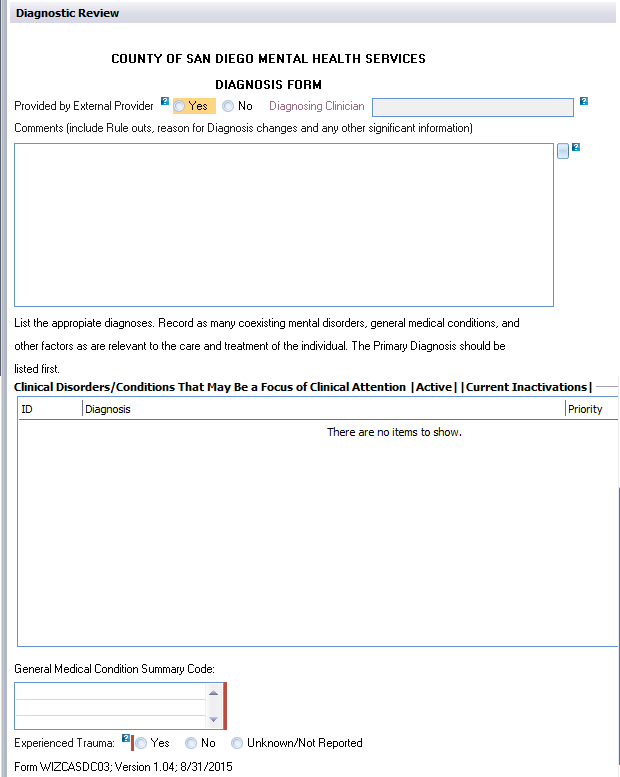 Diagnostic Review
COUNTY OF SAN DIEGO MENTAL HEALTH SERVICES
DIAGNOSIS FORM
Provided by External Provider ? Yes No Diagnosing Clinician ?
Comments (include Rule outs, reason for Diagnosis changes and any other significant information)
?
List the appropiate diagnoses. Record as many coexisting mental disorders, general medical conditions, and
other factors as are relevant to the care and treatment of the individual. The Primary Diagnosis should be
listed first.
Clinical Disorders/Conditions That May Be a Focus of Clinical Attention |Active| |Current Inactivations|
ID Diagnosis Priority
There are no items to show.
General Medical Condition Summary Code:
Experienced Trauma: ? Yes No Unknown/Not Reported
Form WIZCASDC03; Version 1.04; 8/31/2015